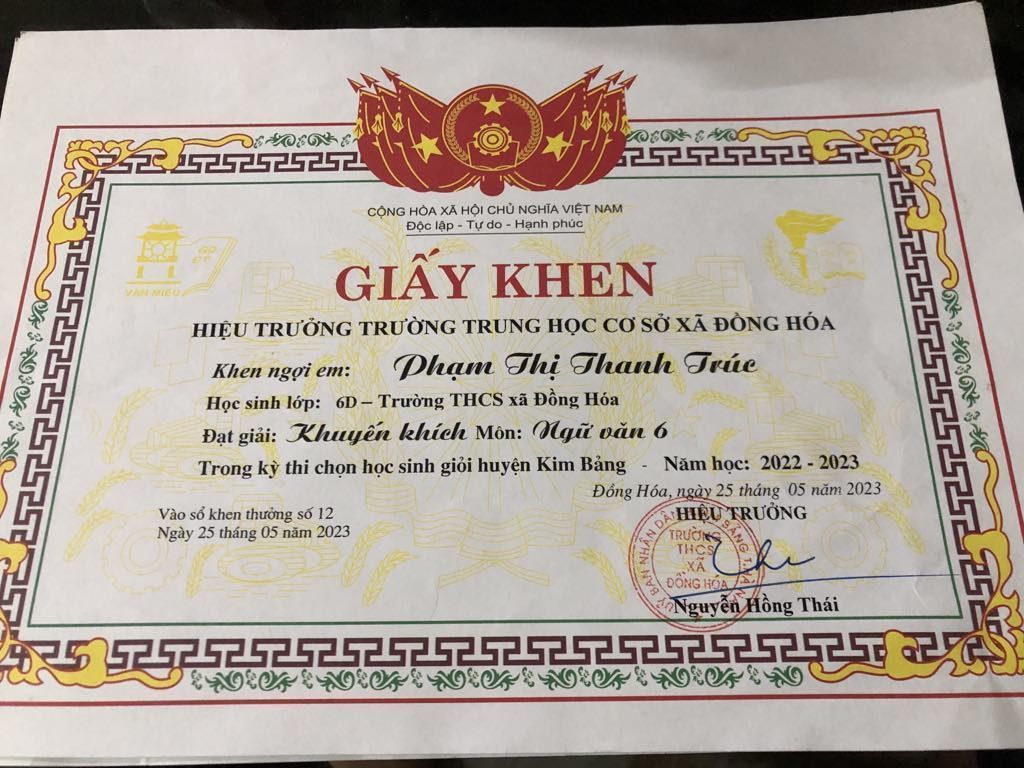 CỘNG HÒA XÃ HỘI CHỦ NGHĨA VIỆT NAM
Độc lập - Tự do - Hạnh phúc
VĂN-MIẾU
GD
ĐT
GIẤY KHEN
HIỆU TRƯỞNG TRƯỜNG TRUNG HỌC CƠ SỞ XÃ ĐỒNG HÓA
Khen ngợi em: Phạm Thị Thanh Trúc
Học sinh lớp: 6D – Trường THCS xã Đồng Hóa
Đạt giải: Khuyến khích Môn: Ngữ văn 6
Trong kỳ thi chọn học sinh giỏi huyện Kim Bảng - Năm học: 2022 - 2023
Đồng Hóa, ngày 25 tháng 05 năm 2023
Vào sổ khen thưởng số 12
Ngày 25 tháng 05 năm 2023
HIỆU TRƯỞNG
TRƯỜNG
THCS
XÃ
ĐỒNG HÓA
Nguyễn Hồng Thái